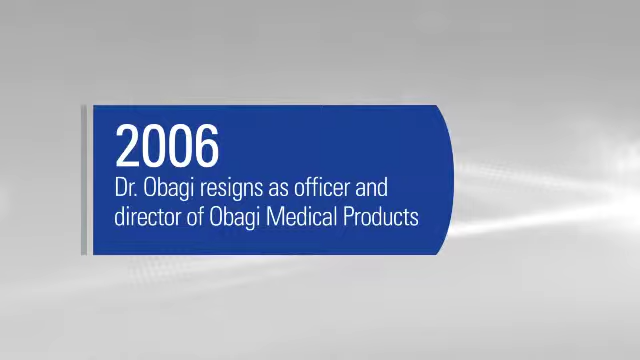 2006
Dr. Obagi resigns as officer and
director of Obagi Medical Products